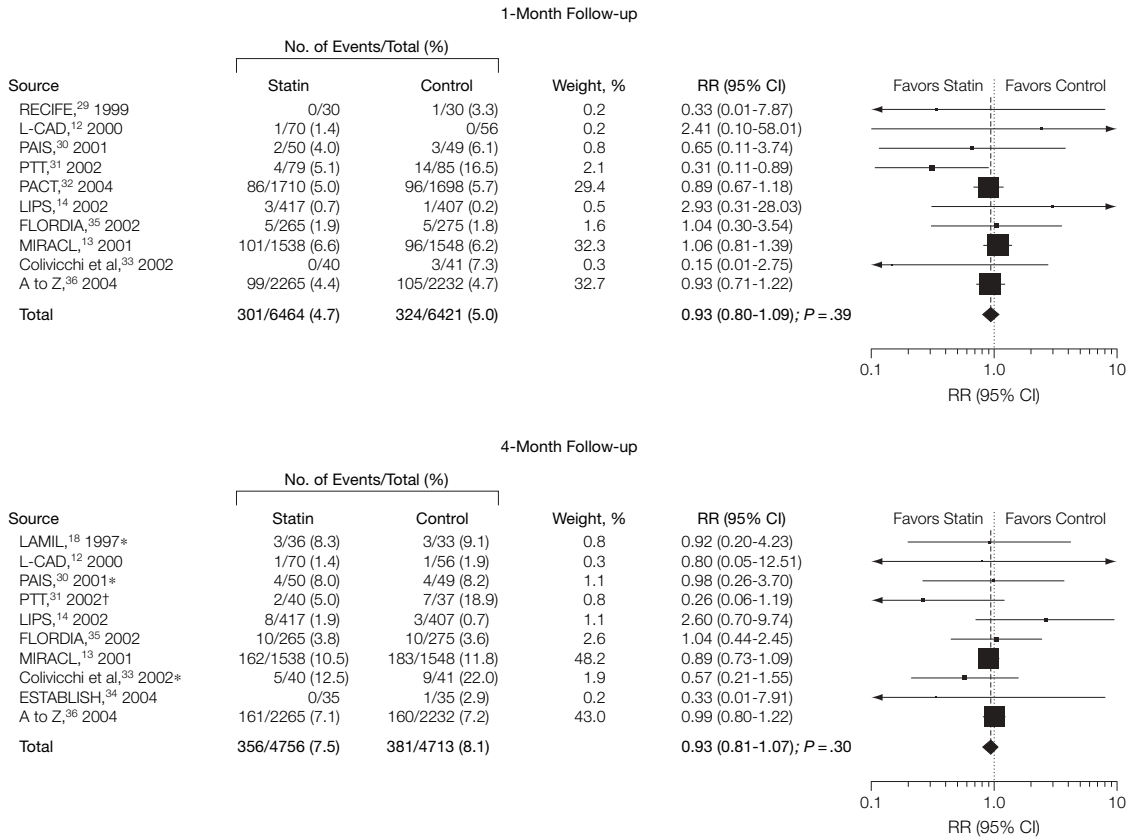 1-Month Follow-up
No. of Events/Total (%)
Source Statin Control Weight, % RR (95% CI) Favors Statin Favors Control
RECIFE,29 1999 0/30 1/30 (3.3) 0.2 0.33 (0.01-7.87)
L-CAD,12 2000 1/70 (1.4) 0/56 0.2 2.41 (0.10-58.01)
PAIS,30 2001 2/50 (4.0) 3/49 (6.1) 0.8 0.65 (0.11-3.74)
PTT,31 2002 4/79 (5.1) 14/85 (16.5) 2.1 0.31 (0.11-0.89)
PACT,32 2004 86/1710 (5.0) 96/1698 (5.7) 29.4 0.89 (0.67-1.18)
LIPS,14 2002 3/417 (0.7) 1/407 (0.2) 0.5 2.93 (0.31-28.03)
FLORDIA,35 2002 5/265 (1.9) 5/275 (1.8) 1.6 1.04 (0.30-3.54)
MIRACL,13 2001 101/1538 (6.6) 96/1548 (6.2) 32.3 1.06 (0.81-1.39)
Colivicchi et al,33 2002 0/40 3/41 (7.3) 0.3 0.15 (0.01-2.75)
A to Z,36 2004 99/2265 (4.4) 105/2232 (4.7) 32.7 0.93 (0.71-1.22)
Total 301/6464 (4.7) 324/6421 (5.0) 0.93 (0.80-1.09); P = .39
0.1 1.0 10
RR (95% CI)
4-Month Follow-up
No. of Events/Total (%)
Source Statin Control Weight, % RR (95% CI) Favors Statin Favors Control
LAMIL,18 1997* 3/36 (8.3) 3/33 (9.1) 0.8 0.92 (0.20-4.23)
L-CAD,12 2000 1/70 (1.4) 1/56 (1.9) 0.3 0.80 (0.05-12.51)
PAIS,30 2001* 4/50 (8.0) 4/49 (8.2) 1.1 0.98 (0.26-3.70)
PTT,31 2002† 2/40 (5.0) 7/37 (18.9) 0.8 0.26 (0.06-1.19)
LIPS,14 2002 8/417 (1.9) 3/407 (0.7) 1.1 2.60 (0.70-9.74)
FLORDIA,35 2002 10/265 (3.8) 10/275 (3.6) 2.6 1.04 (0.44-2.45)
MIRACL,13 2001 162/1538 (10.5) 183/1548 (11.8) 48.2 0.89 (0.73-1.09)
Colivicchi et al,33 2002* 5/40 (12.5) 9/41 (22.0) 1.9 0.57 (0.21-1.55)
ESTABLISH,34 2004 0/35 1/35 (2.9) 0.2 0.33 (0.01-7.91)
A to Z,36 2004 161/2265 (7.1) 160/2232 (7.2) 43.0 0.99 (0.80-1.22)
Total 356/4756 (7.5) 381/4713 (8.1) 0.93 (0.81-1.07); P = .30
0.1 1.0 10
RR (95% CI)